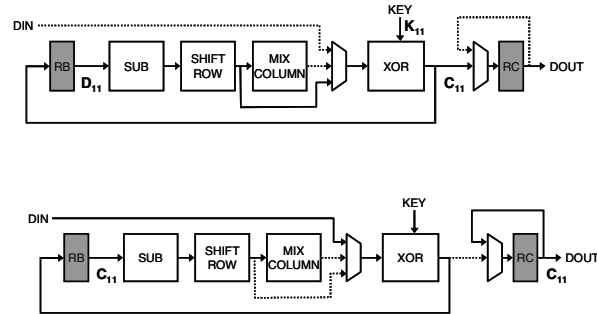 DIN
KEY
K11
RB
D11
SUB
SHIFT
ROW
MIX
COLUMN
XOR
C11
RC
DOUT
DIN
KEY
RB
C11
SUB
SHIFT
ROW
MIX
COLUMN
XOR
RC
C11
DOUT